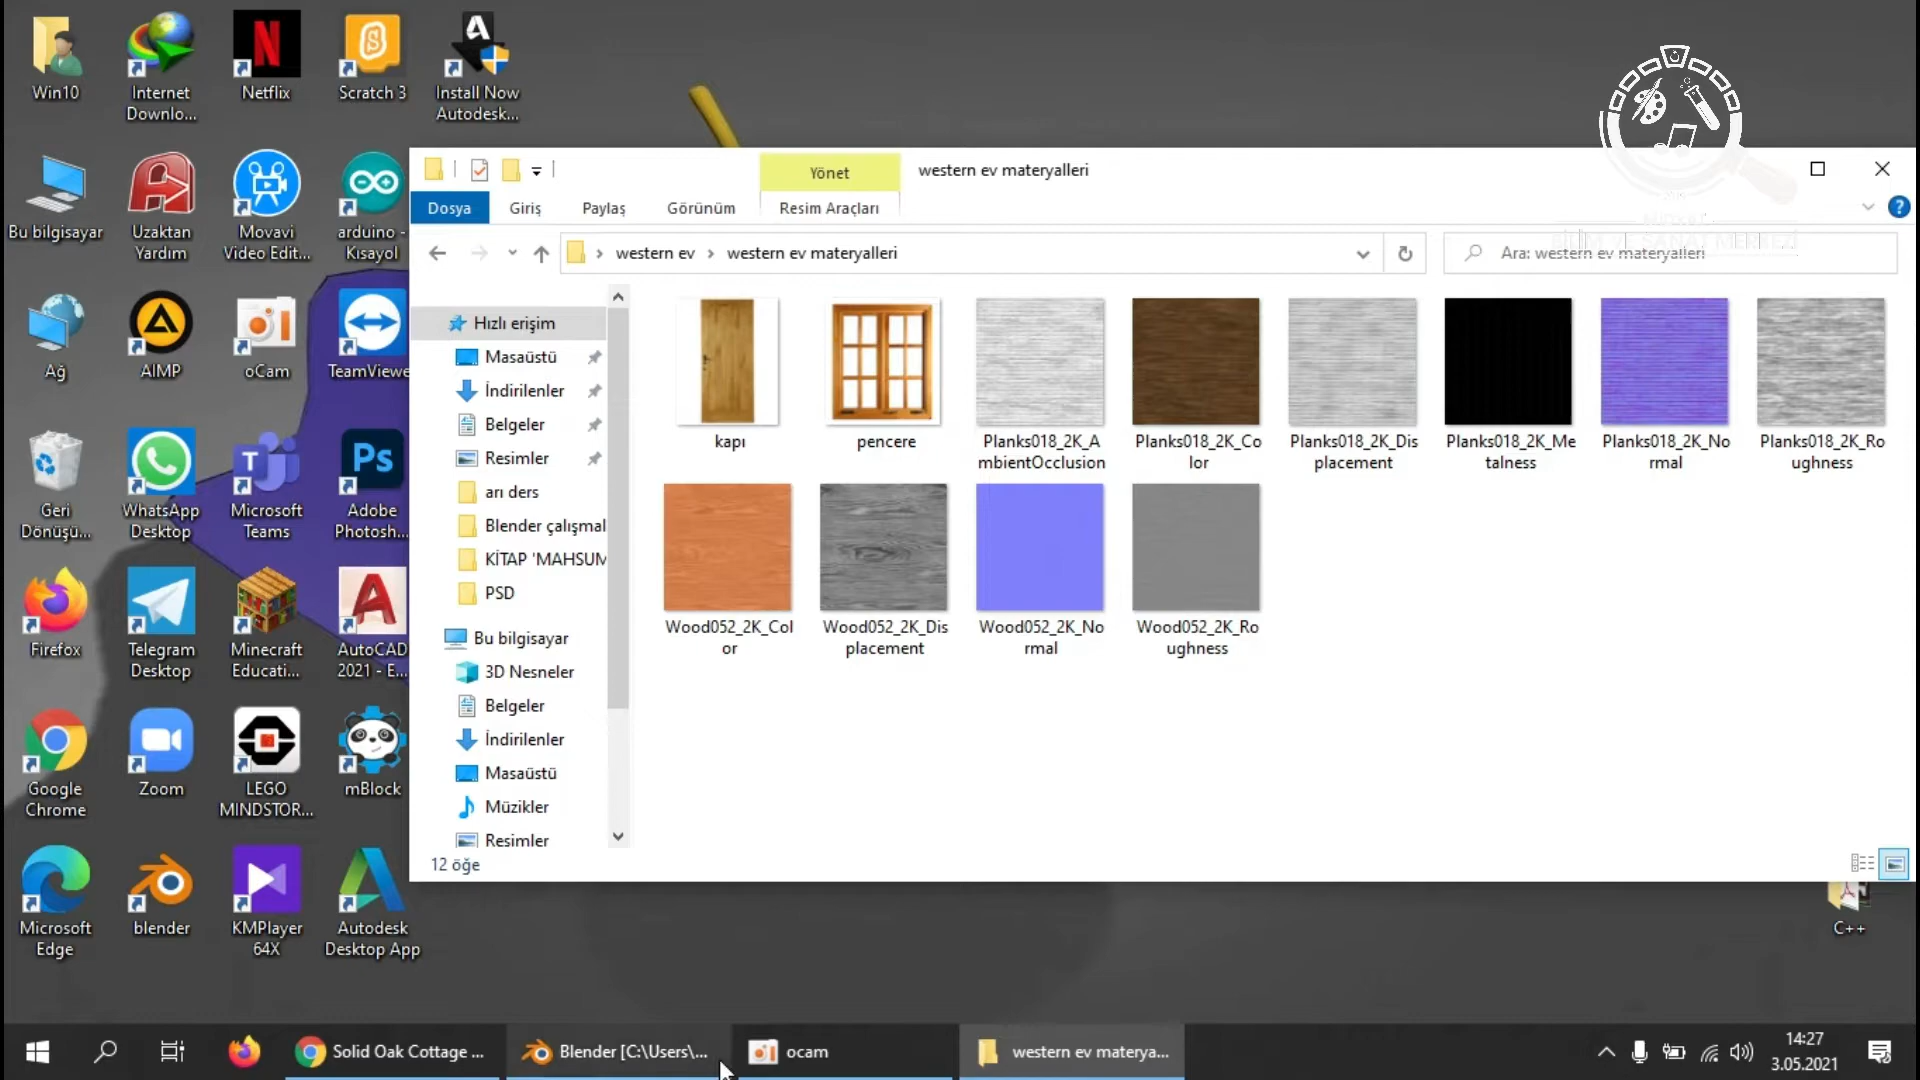 Win10
Internet
Downlo...
Netflix
Scratch 3
Install Now
Autodesk...
Bu bilgisayar
Uzaktan
Yardım
Movavi
Video Edit...
arduino -
Kısayol
Ağ
AIMP
oCam
TeamViewe
Geri
Dönüşü...
WhatsApp
Desktop
Microsoft
Teams
Adobe
Photosh...
Firefox
Telegram
Desktop
Minecraft
Educati...
AutoCAD
2021 - E...
Google
Chrome
Zoom
LEGO
MINDSTOR...
mBlock
Microsoft
Edge
blender
KMPlayer
64X
Autodesk
Desktop App
C++
Yönet
western ev materyalleri
Dosya
Giriş
Paylaş
Görünüm
Resim Araçları
BİLİM VE SANAT MERKEZİ
western ev
western ev materyalleri
Ara: western ev materyalleri
Hızlı erişim
Masaüstü
İndirilenler
Belgeler
Resimler
arı ders
Blender çalışmal
KİTAP 'MAHSUM
PSD
Bu bilgisayar
3D Nesneler
Belgeler
İndirilenler
Masaüstü
Müzikler
Resimler
12 öğe
kapı
pencere
Planks018_2K_A
mbientOcclusion
Planks018_2K_Co
lor
Planks018_2K_Dis
placement
Planks018_2K_Me
talness
Planks018_2K_No
rmal
Planks018_2K_Ro
ughness
Wood052_2K_Col
or
Wood052_2K_Dis
placement
Wood052_2K_No
rmal
Wood052_2K_Ro
ughness
Solid Oak Cottage ...
Blender [C:\Users\...
ocam
western ev materya...
14:27
3.05.2021